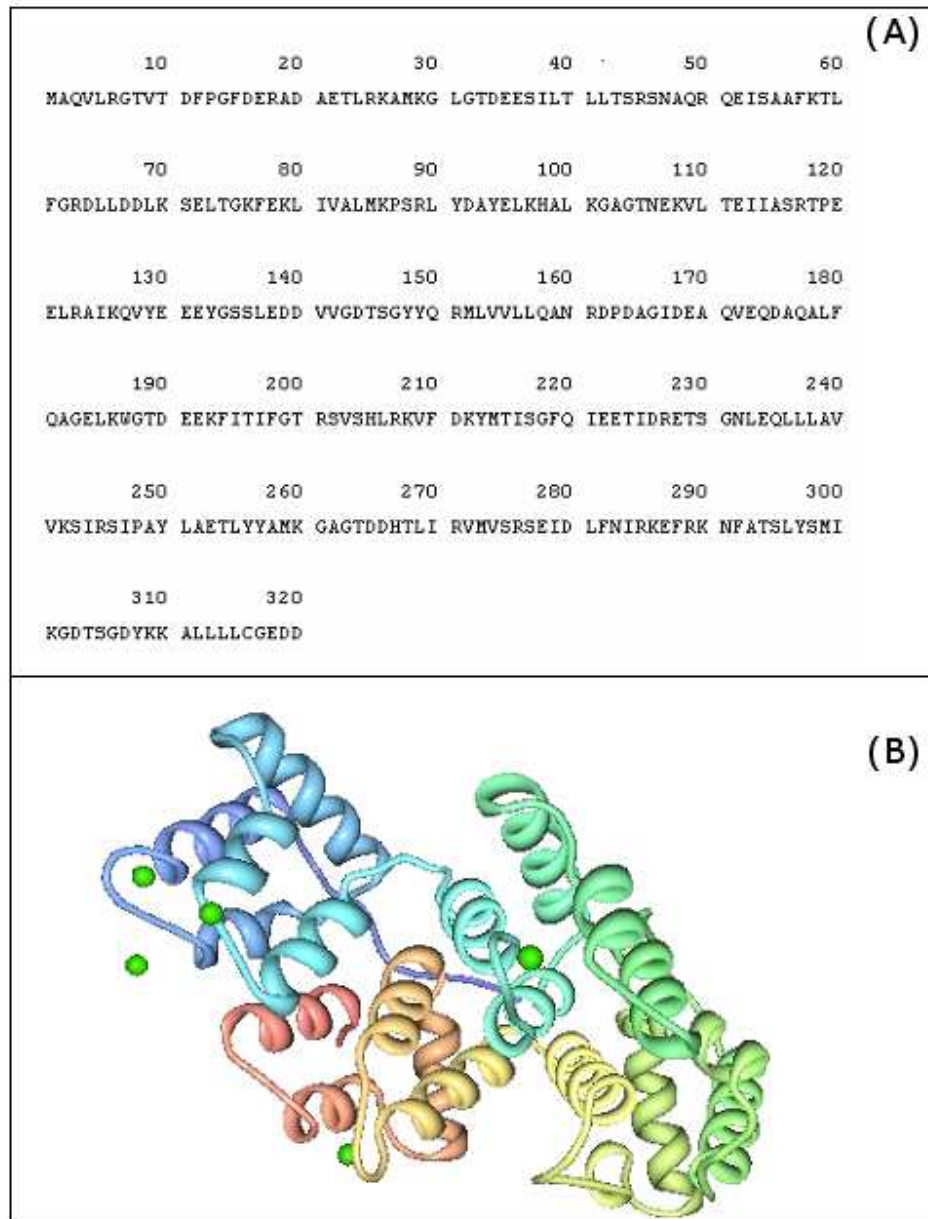 (A)
10 20 30 40 50 60
MAQVLRGTVT DFPGFDERAD AETLRKAMKG LGTDEESILT LLTSRSNAQR QEISAAFKTL
70 80 90 100 110 120
FGRDLLDDLK SELTGKFEKL IVALMKPSRL YDAYELKHAL KGAGTNEKVL TEIIASRTPE
130 140 150 160 170 180
ELRAIKQVYE EEYGSSLEDD VVGDTSGYYQ RMLVVLLQAN RDPDAGIDEA QVEQDAQALF
190 200 210 220 230 240
QAGELKWGTD EEKFITIFGT RSVSHLRKVF DKYMTISGFQ IEETIDRETS GNLEQLLLAV
250 260 270 280 290 300
VKSIRSIPAY LAETLYYAMK GAGTDDHTLI RVMVSRSEID LFNIRKEFRK NFATSLYSMI
310 320
KGDTSGDYKK ALLLLCGEDD
(B)